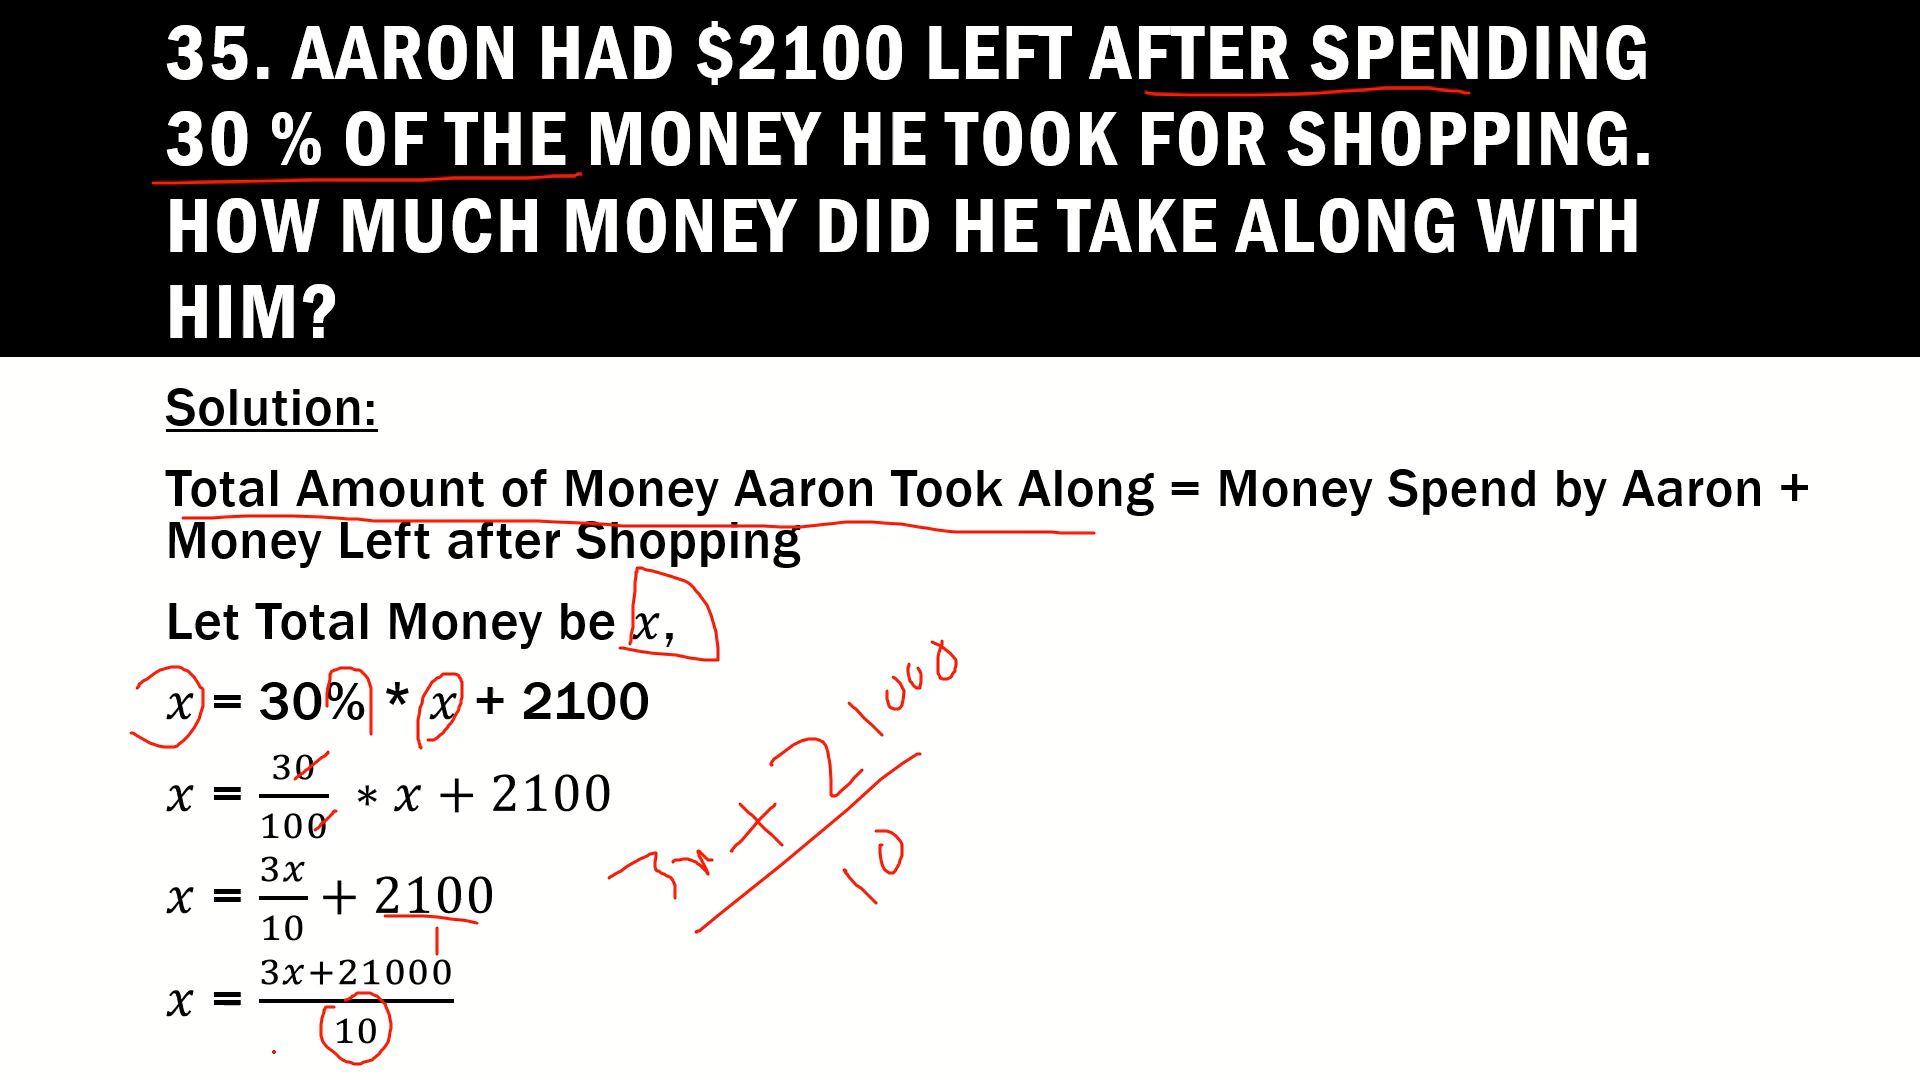 35. AARON HAD $2100 LEFT AFTER SPENDING
30 % OF THE MONEY HE TOOK FOR SHOPPING.
HOW MUCH MONEY DID HE TAKE ALONG WITH
HIM?
Solution:
Total Amount of Money Aaron Took Along = Money Spend by Aaron +
Money Left after Shopping
Let Total Money be x,
x = 30% * x + 2100
x = 30/100 * x + 2100
x = 3x/10 + 2100
1
x = 3x+21000/10
3x + 21000
10